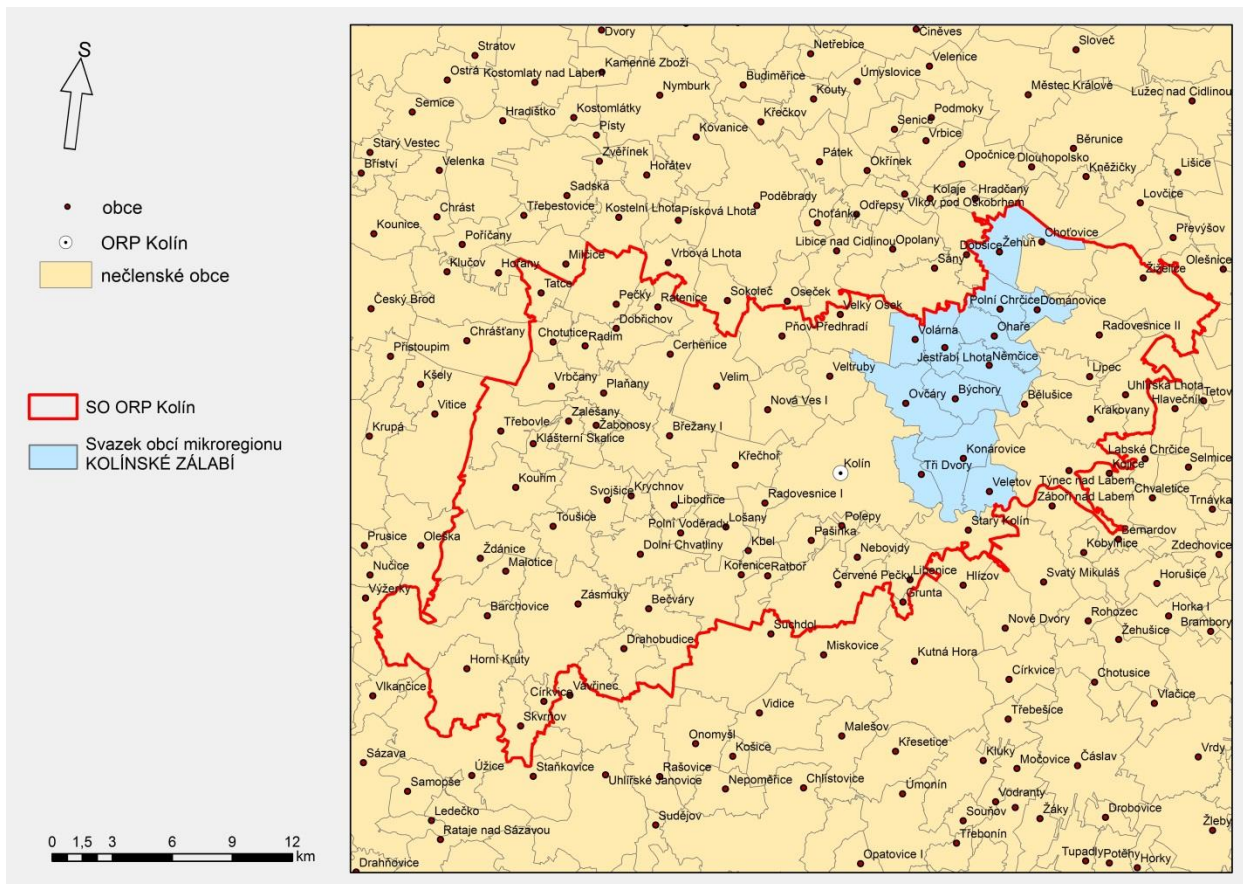 S
obce
ORP Kolín
nečlenské obce
SO ORP Kolín
Svazek obcí mikroregionu
KOLÍNSKÉ ZÁLABÍ
0 1,5 3 6 9 12
km
Dvory
Činěves
Stratov
Netřebice
Sloveč
Ostrá
Kostomlaty nad Labem
Kamenné Zboží
Budiměřice
Úmyslovice
Velenice
Nymburk
Kouty
Městec Králové
Lužec nad Cidlinou
Semice
Hradištko
Kostomlátky
Křečkov
Podmoky
Písty
Kovanice
Senice
Vrbice
Starý Vestec
Běrunice
Bříství
Velenka
Zvěřínek
Hořátev
Pátek
Okřínek
Opočnice
Dlouhopolsko
Kněžičky
Lišice
Sadská
Kolaje
Hradčany
Vlkov pod Oskobrhem
Lovčice
Chrást
Třebestovice
Kostelní Lhota
Písková Lhota
Poděbrady
Choťánky
Odřepsy
Kounice
Poříčany
Libice nad Cidlinou
Opolany
Dobšice
Žehuň
Choťovice
Převýšov
Klučov
Hořany
Milčice
Vrbová Lhota
Sány
Olešnice
Žiželice
Tatce
Český Brod
Pečky
Ratenice
Sokoleč
Oseček
Velký Osek
Polní Chrčice
Domanovice
Dobřichov
Chrášťany
Chotutice
Radim
Pňov Předhradí
Volárna
Ohaře
Radovesnice II
Přistoupim
Cerhenice
Jestřabí Lhota
Němčice
Kšely
Vrbčany
Plaňany
Velim
Veltruby
Lipec
Uhlířská Lhota
Hlavečník
Tetov
Vitice
Nová Ves I
Ovčáry
Býchory
Bělušice
Krakovany
Krupá
Třebovle
Zalešany
Žabonosy
Břežany I
Klášterní Skalice
Křečhoř
Kolín
Konárovice
Labské Chrčice
Selmice
Tři Dvory
Týnec nad Labem
Kojice
Kouřim
Svojšice
Krychnov
Libodřice
Radovesnice I
Veletov
Záboří nad Labem
Chvaletice
Trnávka
Toušice
Polní Voděrady
Lošany
Pašinka
Polepy
Starý Kolín
Bernardov
Prusice
Oleška
Ždánice
Dolní Chvatliny
Kbel
Nebovidy
Kobylnice
Zdechovice
Nučice
Malotice
Kořenice
Ratboř
Červené Pečky
Libenice
Hlízov
Svatý Mikuláš
Horušice
Výžerky
Barchovice
Zásmuky
Bečváry
Grunta
Rohozec
Horka I
Suchdol
Nové Dvory
Žehušice
Brambory
Drahobudice
Miskovice
Kutná Hora
Horní Kruty
Církvice
Chotusice
Vlkančice
Církvice
Vavřinec
Vlačice
Skvrňov
Vidice
Malešov
Třebešice
Onomyšl
Košice
Křesetice
Kluky
Močovice
Čáslav
Vrdy
Sázava
Samopše
Úžice
Staňkovice
Uhlířské Janovice
Rašovice
Nepoměřice
Chlístovice
Úmonín
Vodranty
Ledečko
Sudějov
Souňov
Žáky
Drobovice
Žleby
Rataje nad Sázavou
Třebonín
Drahňovice
Opatovice I
Tupadly
Potěhy
Horky